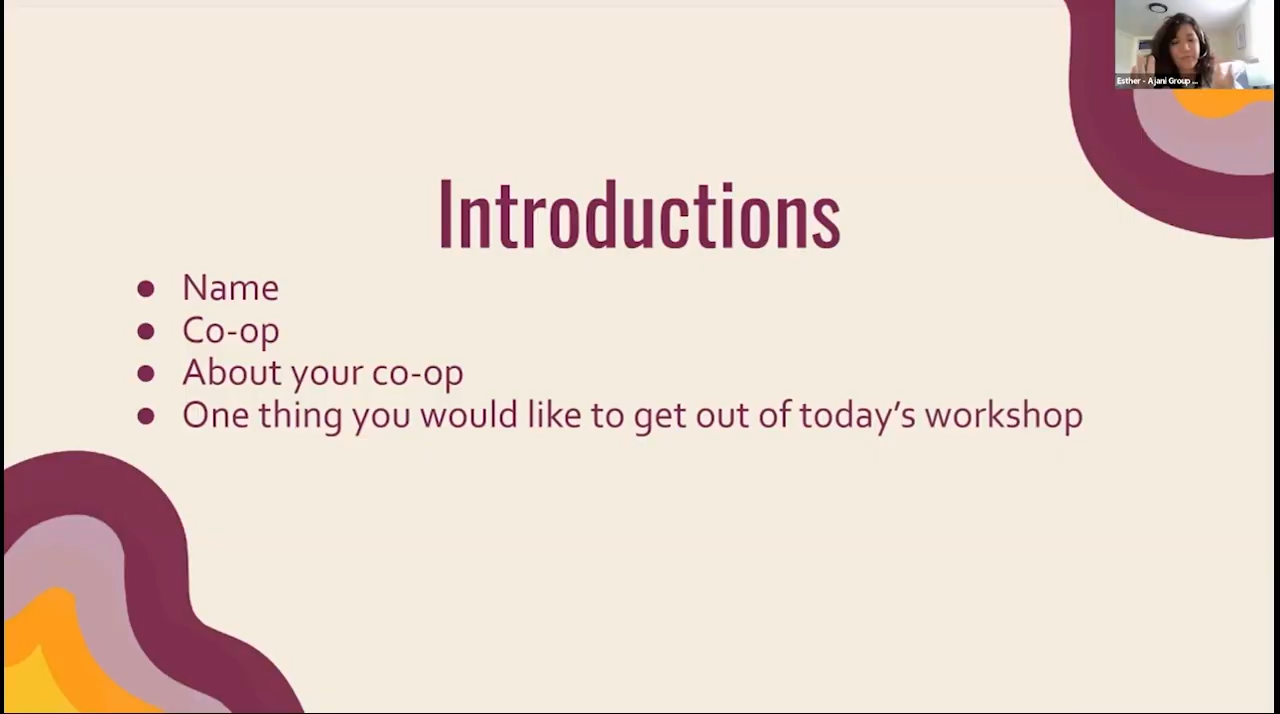 Esther - Ajani Group ...
Introductions
● Name
● Co-op
● About your co-op
● One thing you would like to get out of today’s workshop